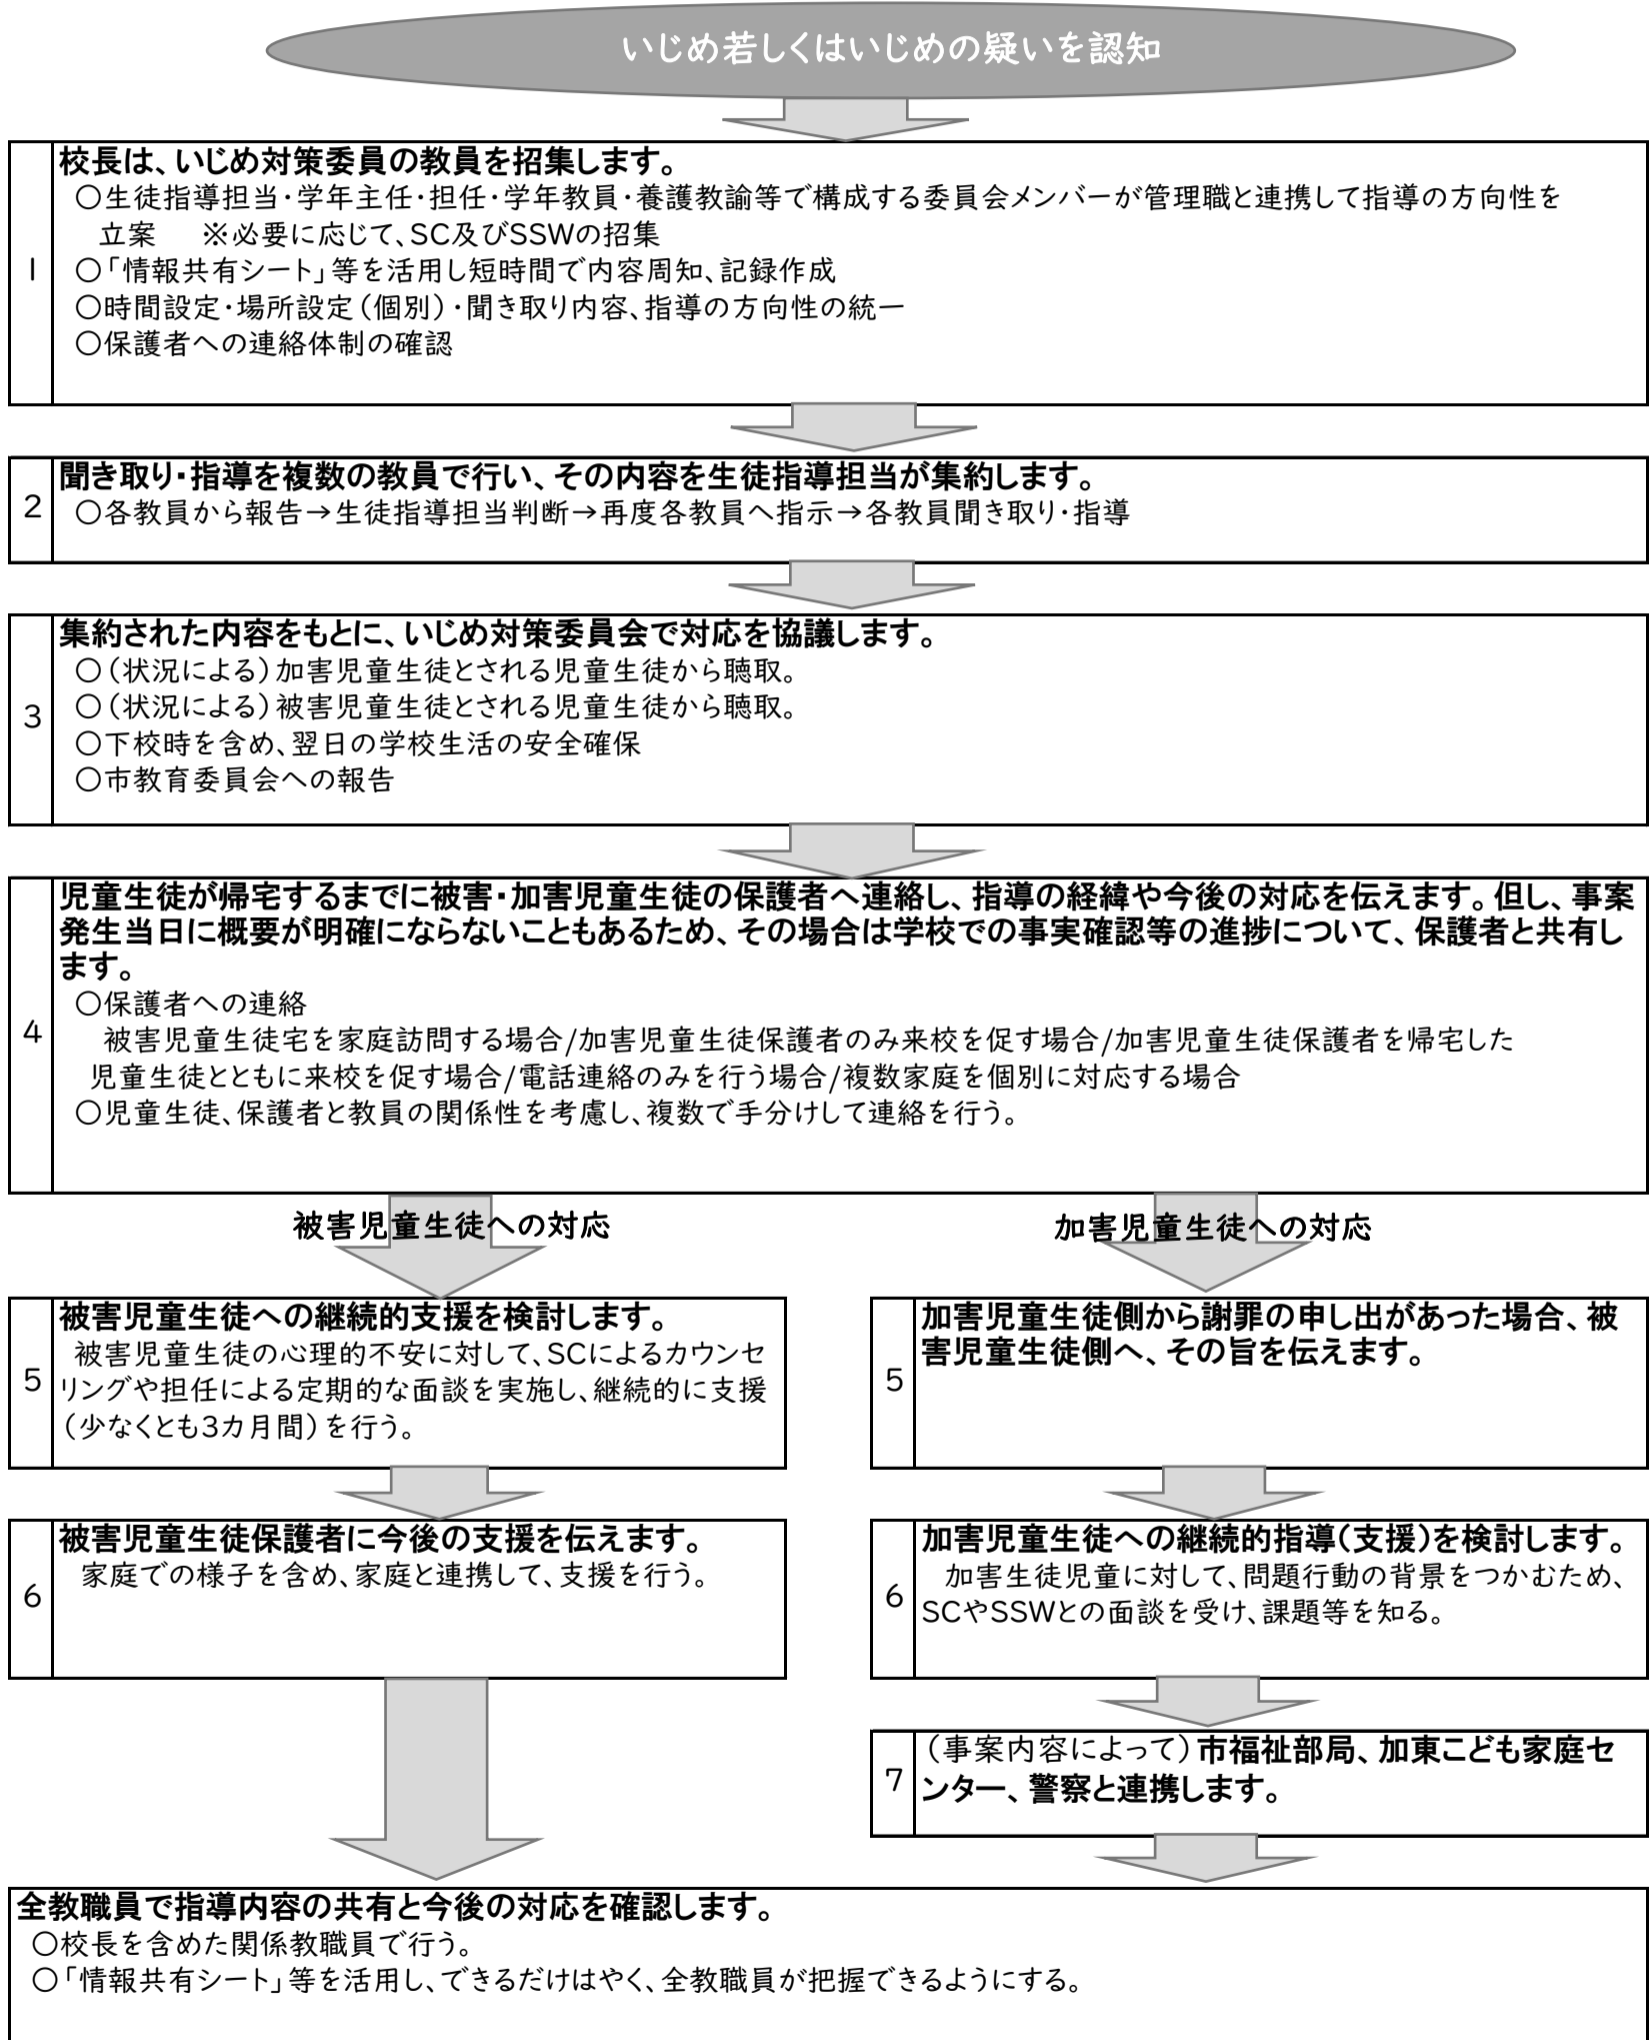 いじめ若しくはいじめの疑いを認知
1
校長は、いじめ対策委員の教員を招集します。
○生徒指導担当・学年主任・担任・学年教員・養護教諭等で構成する委員会メンバーが管理職と連携して指導の方向性を
立案　※必要に応じて、SC及びSSWの招集
○「情報共有シート」等を活用し短時間で内容周知、記録作成
○時間設定・場所設定（個別）・聞き取り内容、指導の方向性の統一
○保護者への連絡体制の確認
2
聞き取り・指導を複数の教員で行い、その内容を生徒指導担当が集約します。
○各教員から報告→生徒指導担当判断→再度各教員へ指示→各教員聞き取り・指導
3
集約された内容をもとに、いじめ対策委員会で対応を協議します。
○（状況による）加害児童生徒とされる児童生徒から聴取。
○（状況による）被害児童生徒とされる児童生徒から聴取。
○下校時を含め、翌日の学校生活の安全確保
○市教育委員会への報告
4
児童生徒が帰宅するまでに被害・加害児童生徒の保護者へ連絡し、指導の経緯や今後の対応を伝えます。但し、事案
発生当日に概要が明確にならないこともあるため、その場合は学校での事実確認等の進捗について、保護者と共有し
ます。
○保護者への連絡
被害児童生徒宅を家庭訪問する場合/加害児童生徒保護者のみ来校を促す場合/加害児童生徒保護者を帰宅した
児童生徒とともに来校を促す場合/電話連絡のみを行う場合/複数家庭を個別に対応する場合
○児童生徒、保護者と教員の関係性を考慮し、複数で手分けして連絡を行う。
被害児童生徒への対応
5
被害児童生徒への継続的支援を検討します。
被害児童生徒の心理的不安に対して、SCによるカウンセ
リングや担任による定期的な面談を実施し、継続的に支援
（少なくとも3カ月間）を行う。
6
被害児童生徒保護者に今後の支援を伝えます。
家庭での様子を含め、家庭と連携して、支援を行う。
加害児童生徒への対応
5
加害児童生徒側から謝罪の申し出があった場合、被
害児童生徒側へ、その旨を伝えます。
6
加害児童生徒への継続的指導（支援）を検討します。
加害生徒児童に対して、問題行動の背景をつかむため、
SCやSSWとの面談を受け、課題等を知る。
7
（事案内容によって）市福祉部局、加東こども家庭セ
ンター、警察と連携します。
全教職員で指導内容の共有と今後の対応を確認します。
○校長を含めた関係教職員で行う。
○「情報共有シート」等を活用し、できるだけはやく、全教職員が把握できるようにする。